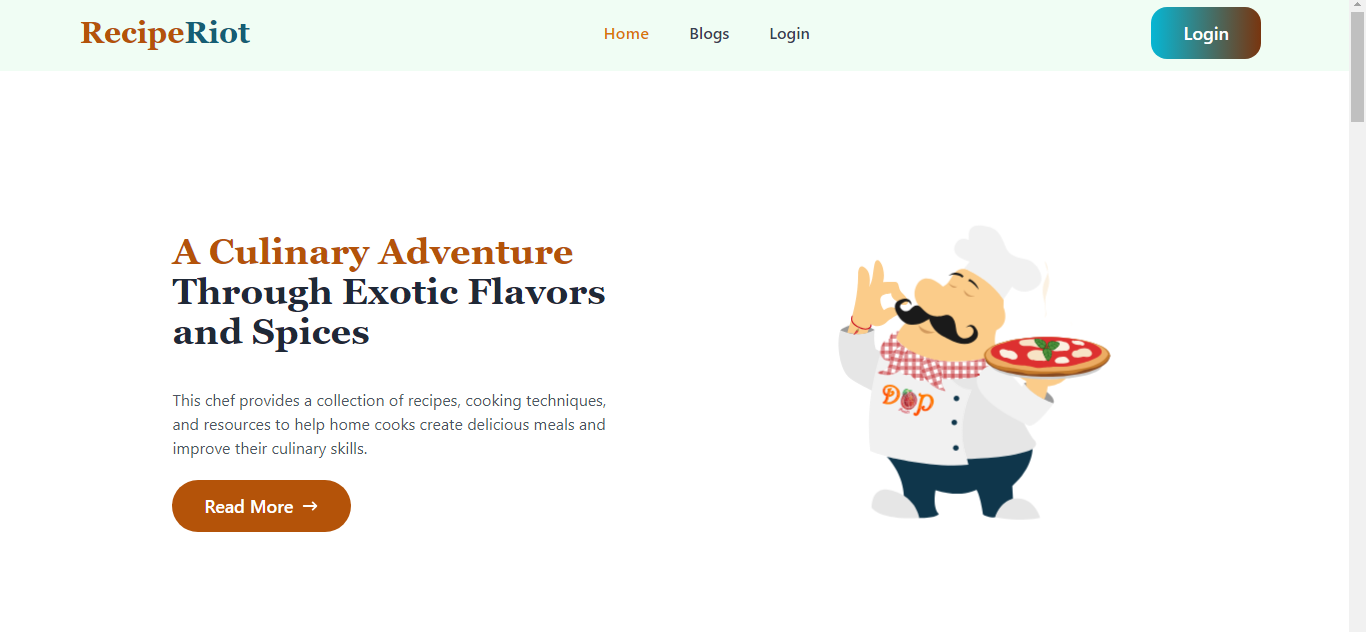 RecipeRiot
Home
Blogs
Login
Login
A Culinary Adventure
Through Exotic Flavors
and Spices
This chef provides a collection of recipes, cooking techniques,
and resources to help home cooks create delicious meals and
improve their culinary skills.
Read More →
DOP